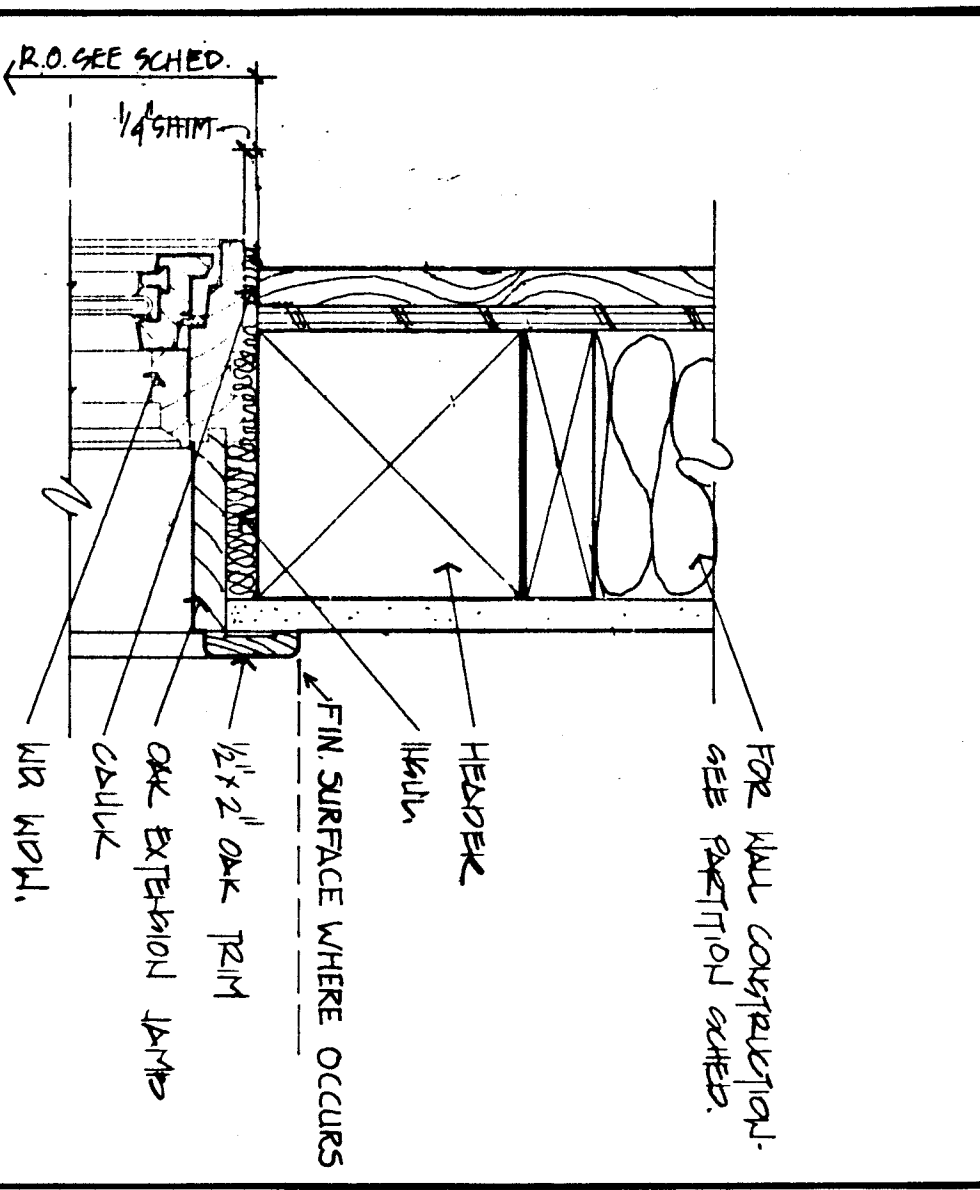 R.O. SEE SCHED.
1/4" SHIM
FOR WALL CONSTRUCTION-
SEE PARTITION SCHED.
HEADER
INSUL
FIN. SURFACE WHERE OCCURS
1/2" x 2" OAK TRIM
OAK EXTENSION JAMB
CAULK
WD WDW.